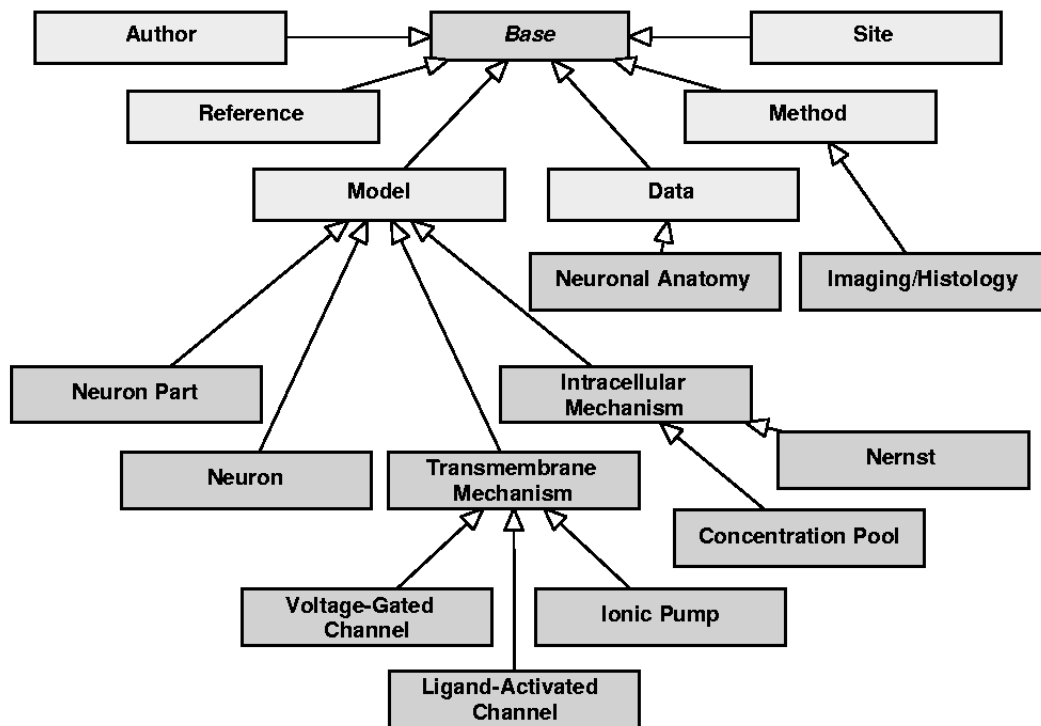 Author
Base
Site
Reference
Method
Model
Data
Neuronal Anatomy
Imaging/Histology
Neuron Part
Intracellular
Mechanism
Neuron
Transmembrane
Mechanism
Nernst
Concentration Pool
Voltage-Gated
Channel
Ionic Pump
Ligand-Activated
Channel